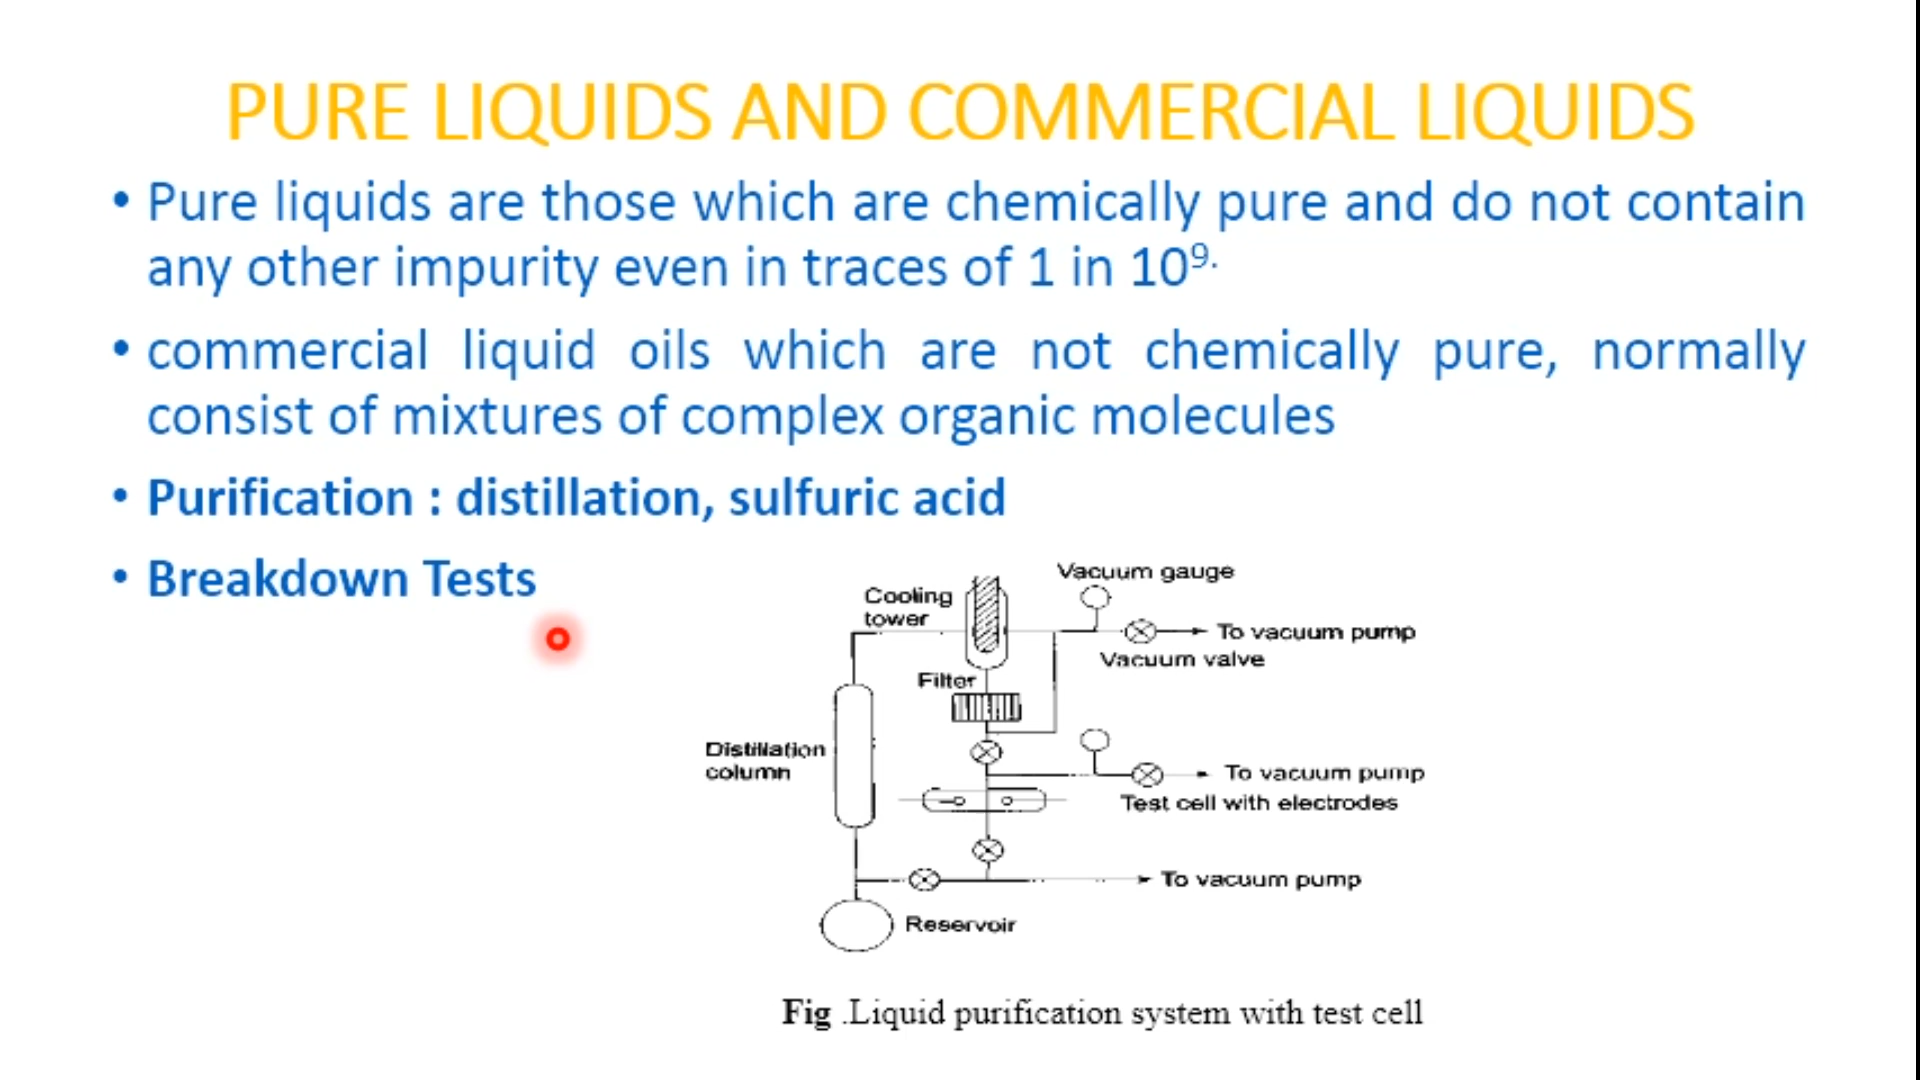 PURE LIQUIDS AND COMMERCIAL LIQUIDS
• Pure liquids are those which are chemically pure and do not contain
any other impurity even in traces of 1 in 10⁹.
• commercial liquid oils which are not chemically pure, normally
consist of mixtures of complex organic molecules
• Purification : distillation, sulfuric acid
• Breakdown Tests
Vacuum gauge
Cooling
tower
To vacuum pump
Vacuum valve
Filter
Distillation
column
To vacuum pump
Test cell with electrodes
To vacuum pump
Reservoir
Fig .Liquid purification system with test cell